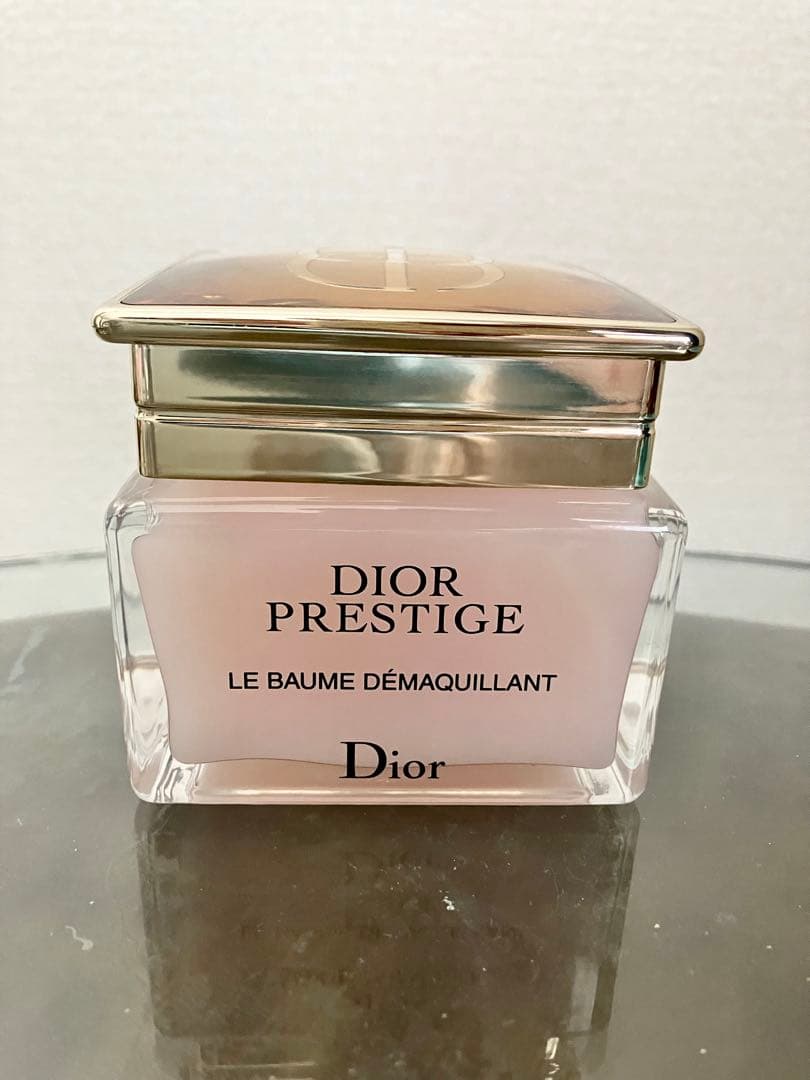 DIOR
PRESTIGE
LE BAUME DÉMAQUILLANT
Dior